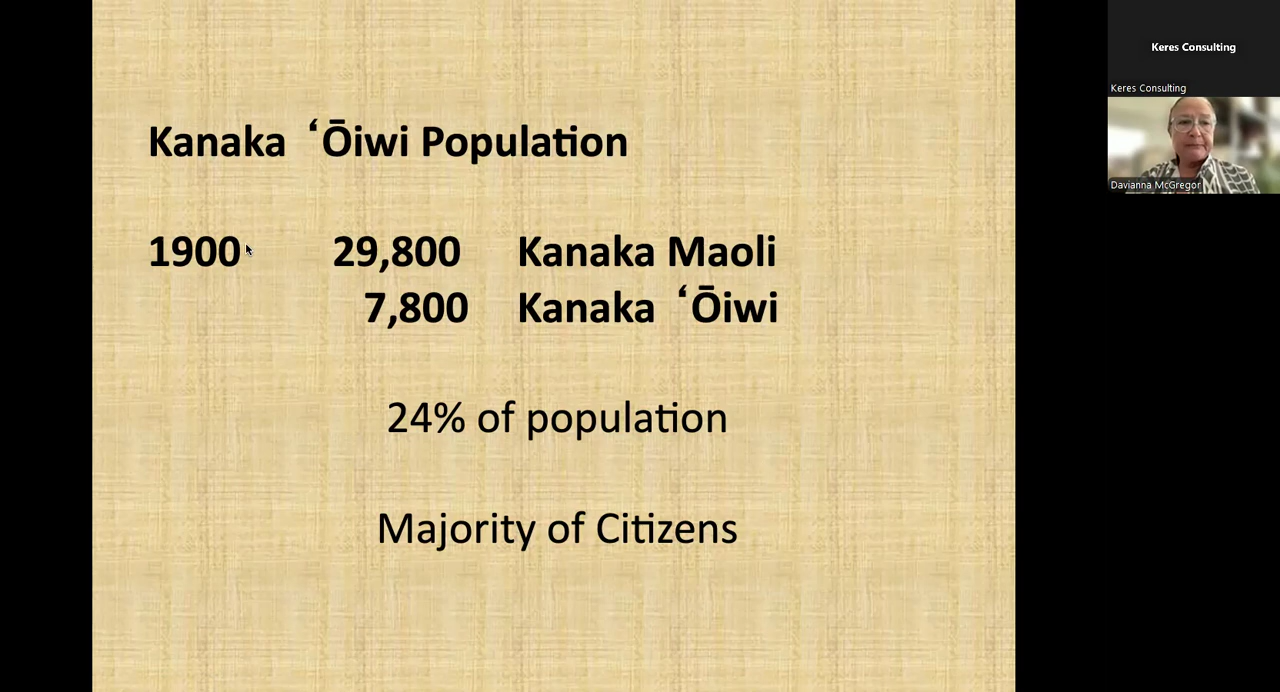 Kanaka ʻŌiwi Population
1900 29,800 Kanaka Maoli
7,800 Kanaka ʻŌiwi
24% of population
Majority of Citizens
Keres Consulting
Keres Consulting
Davianna McGregor